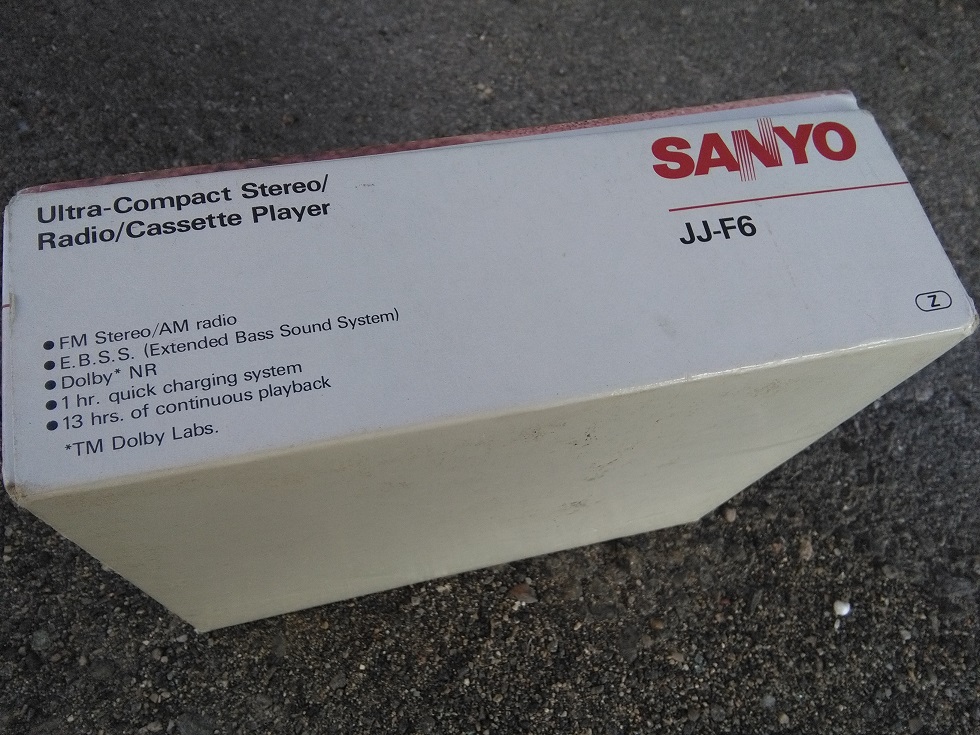 Ultra-Compact Stereo/
Radio/Cassette Player
SANYO
JJ-F6
Z
● FM Stereo/AM radio
● E.B.S.S. (Extended Bass Sound System)
● Dolby* NR
● 1 hr. quick charging system
● 13 hrs. of continuous playback
*TM Dolby Labs.